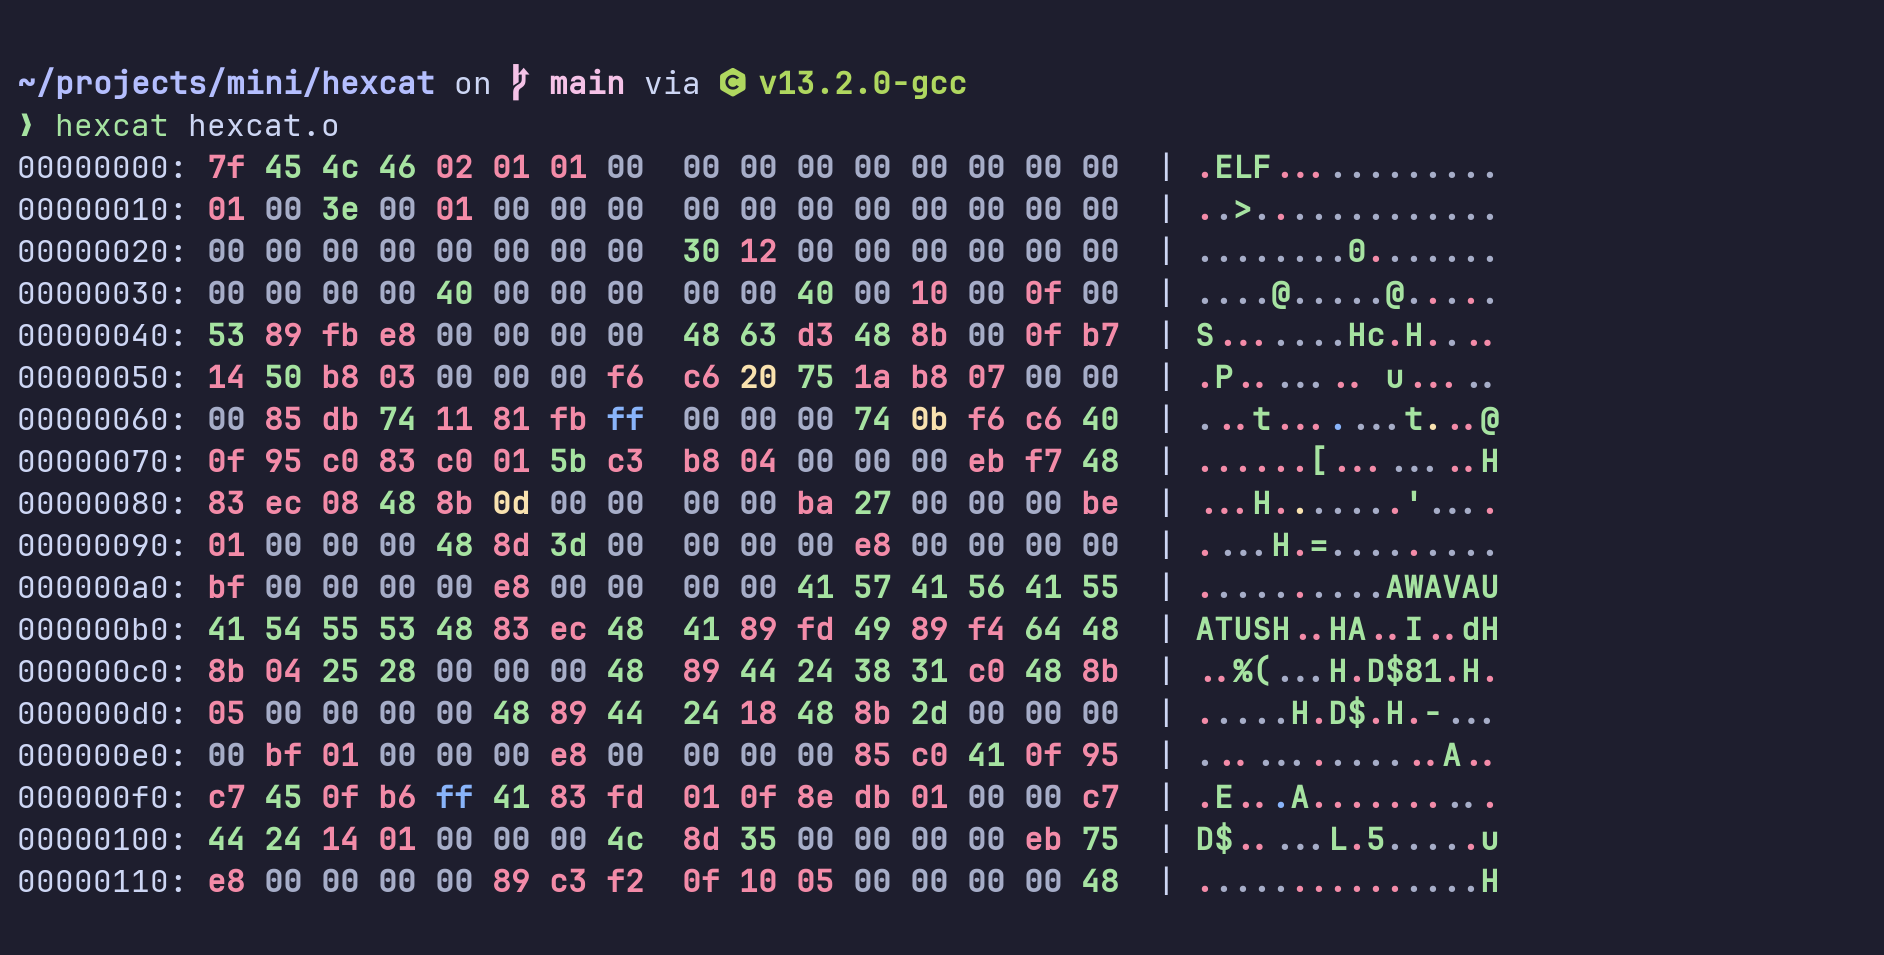 ~/projects/mini/hexcat on main via C v13.2.0-gcc
❯ hexcat hexcat.o
00000000: 7f 45 4c 46 02 01 01 00  00 00 00 00 00 00 00 00  | .ELF............
00000010: 01 00 3e 00 01 00 00 00  00 00 00 00 00 00 00 00  | ..>.............
00000020: 00 00 00 00 00 00 00 00  30 12 00 00 00 00 00 00  | ........0.......
00000030: 00 00 00 00 40 00 00 00  00 00 40 00 10 00 0f 00  | ....@.....@.....
00000040: 53 89 fb e8 00 00 00 00  48 63 d3 48 8b 00 0f b7  | S.......Hc.H....
00000050: 14 50 b8 03 00 00 00 f6  c6 20 75 1a b8 07 00 00  | .P....... u.....
00000060: 00 85 db 74 11 81 fb ff  00 00 00 74 0b f6 c6 40  | ...t.......t...@
00000070: 0f 95 c0 83 c0 01 5b c3  b8 04 00 00 00 eb f7 48  | ......[........H
00000080: 83 ec 08 48 8b 0d 00 00  00 00 ba 27 00 00 00 be  | ...H.......'....
00000090: 01 00 00 00 48 8d 3d 00  00 00 00 e8 00 00 00 00  | ....H.=.........
000000a0: bf 00 00 00 00 e8 00 00  00 00 41 57 41 56 41 55  | ..........AWAVAU
000000b0: 41 54 55 53 48 83 ec 48  41 89 fd 49 89 f4 64 48  | ATUSH..HA..I..dH
000000c0: 8b 04 25 28 00 00 00 48  89 44 24 38 31 c0 48 8b  | ..%(...H.D$81.H.
000000d0: 05 00 00 00 00 48 89 44  24 18 48 8b 2d 00 00 00  | .....H.D$.H.-...
000000e0: 00 bf 01 00 00 00 e8 00  00 00 00 85 c0 41 0f 95  | .............A..
000000f0: c7 45 0f b6 ff 41 83 fd  01 0f 8e db 01 00 00 c7  | .E...A..........
00000100: 44 24 14 01 00 00 00 4c  8d 35 00 00 00 00 eb 75  | D$.....L.5.....u
00000110: e8 00 00 00 00 89 c3 f2  0f 10 05 00 00 00 00 48  | ...............H